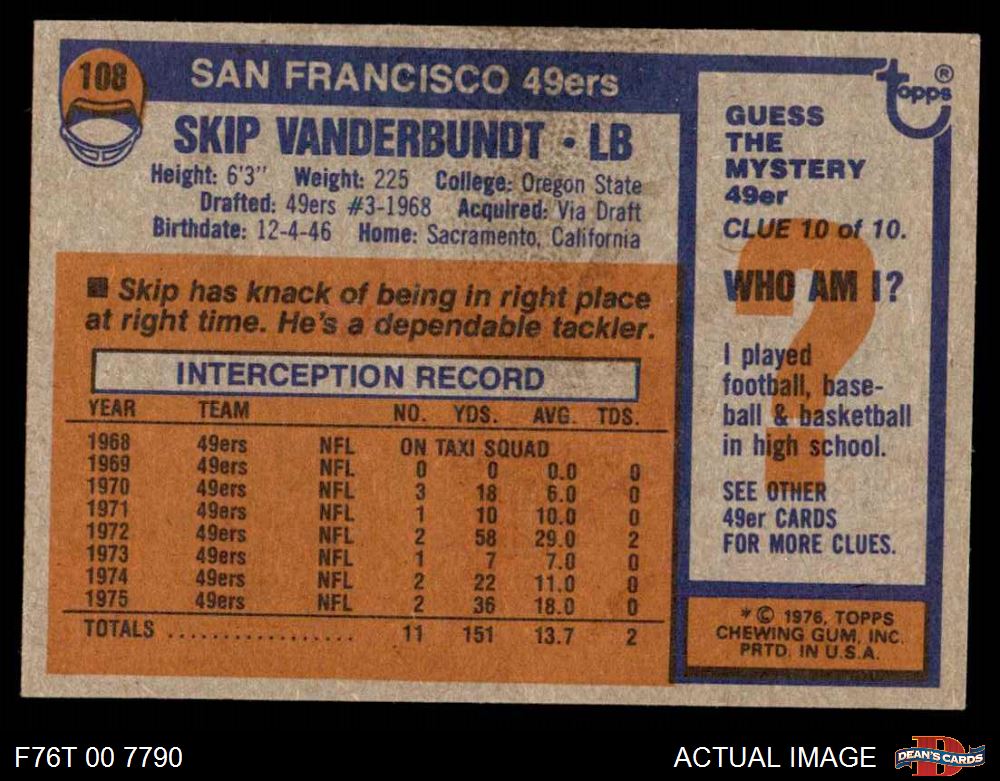 108
SAN FRANCISCO 49ers
SKIP VANDERBUNDT • LB
Height: 6'3" Weight: 225 College: Oregon State
Drafted: 49ers #3-1968 Acquired: Via Draft
Birthdate: 12-4-46 Home: Sacramento, California
■ Skip has knack of being in right place
at right time. He's a dependable tackler.
INTERCEPTION RECORD
YEAR TEAM NO. YDS. AVG. TDS.
1968 49ers NFL ON TAXI SQUAD
1969 49ers NFL 0 0 0.0 0
1970 49ers NFL 3 18 6.0 0
1971 49ers NFL 1 10 10.0 0
1972 49ers NFL 2 58 29.0 2
1973 49ers NFL 1 7 7.0 0
1974 49ers NFL 2 22 11.0 0
1975 49ers NFL 2 36 18.0 0
TOTALS ................. 11 151 13.7 2
topps ®
GUESS
THE
MYSTERY
49er
CLUE 10 of 10.
?
WHO AM I?
I played
football, base-
ball & basketball
in high school.
SEE OTHER
49er CARDS
FOR MORE CLUES.
* © 1976, TOPPS
CHEWING GUM, INC.
PRTD. IN U.S.A.
F76T 00 7790
ACTUAL IMAGE
D
DEAN'S CARDS